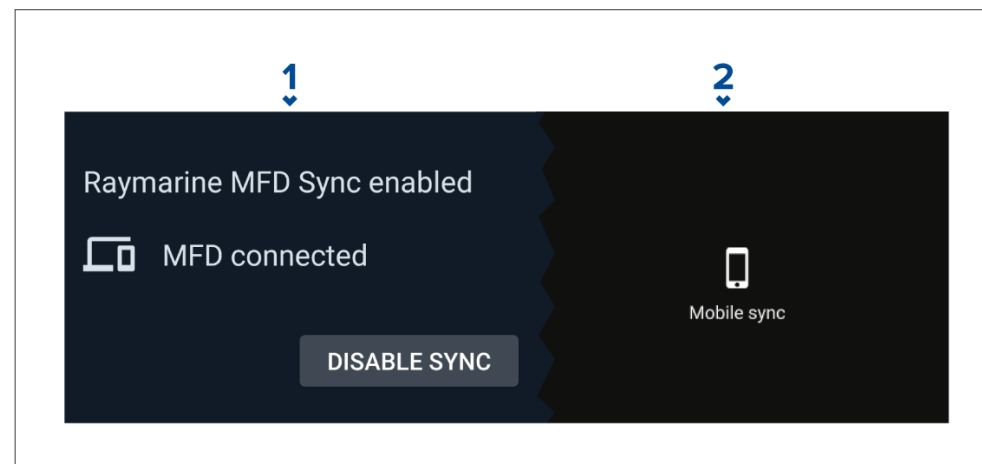 1
2
Raymarine MFD Sync enabled
MFD connected
DISABLE SYNC
Mobile sync